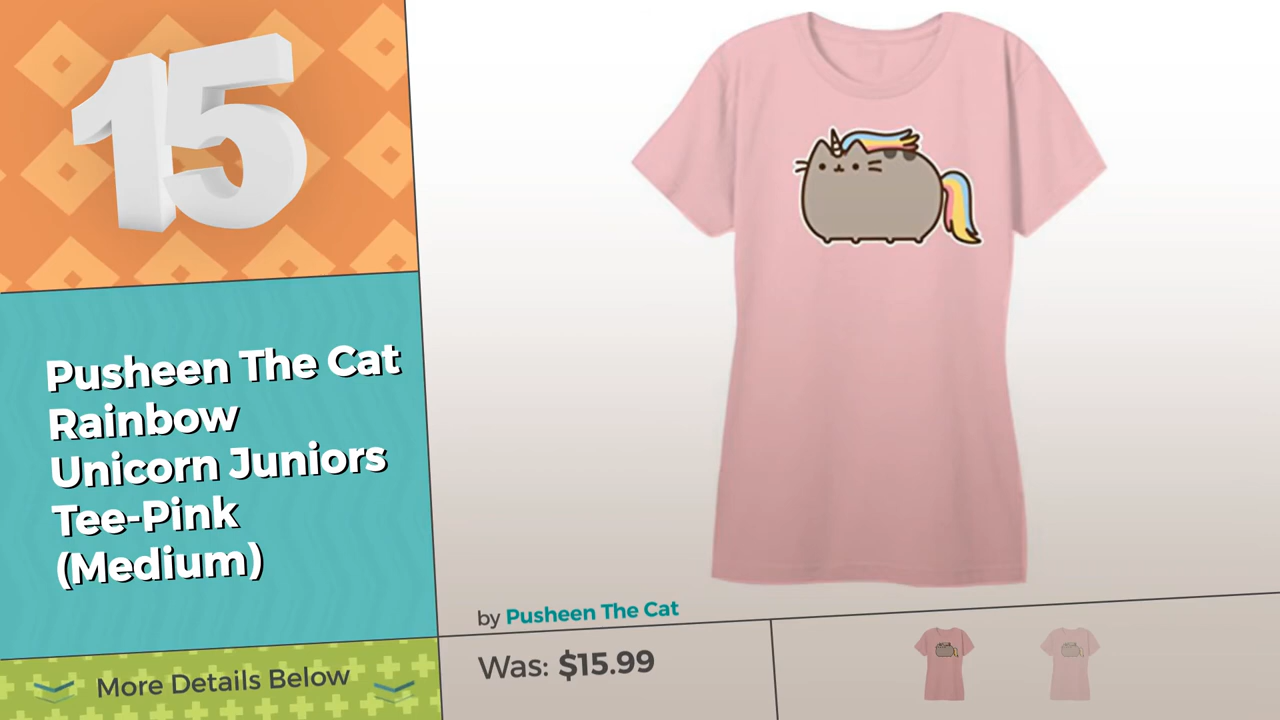 15
Pusheen The Cat
Rainbow
Unicorn Juniors
Tee-Pink
(Medium)
More Details Below
by Pusheen The Cat
Was: $15.99